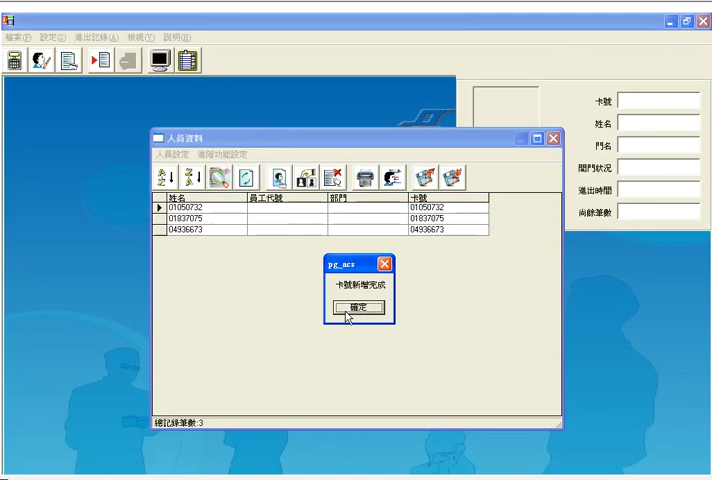 檔案(F) 設定(S) 進出記錄(A) 檢視(V) 說明(H)
卡號
姓名
門名
開門狀況
進出時間
尚餘筆數
人員資料
人員設定 進階功能設定
姓名 員工代號 部門 卡號
01050732 01050732
01837075 01837075
04936673 04936673
pg_acs
卡號新增完成
確定
總記錄筆數:3